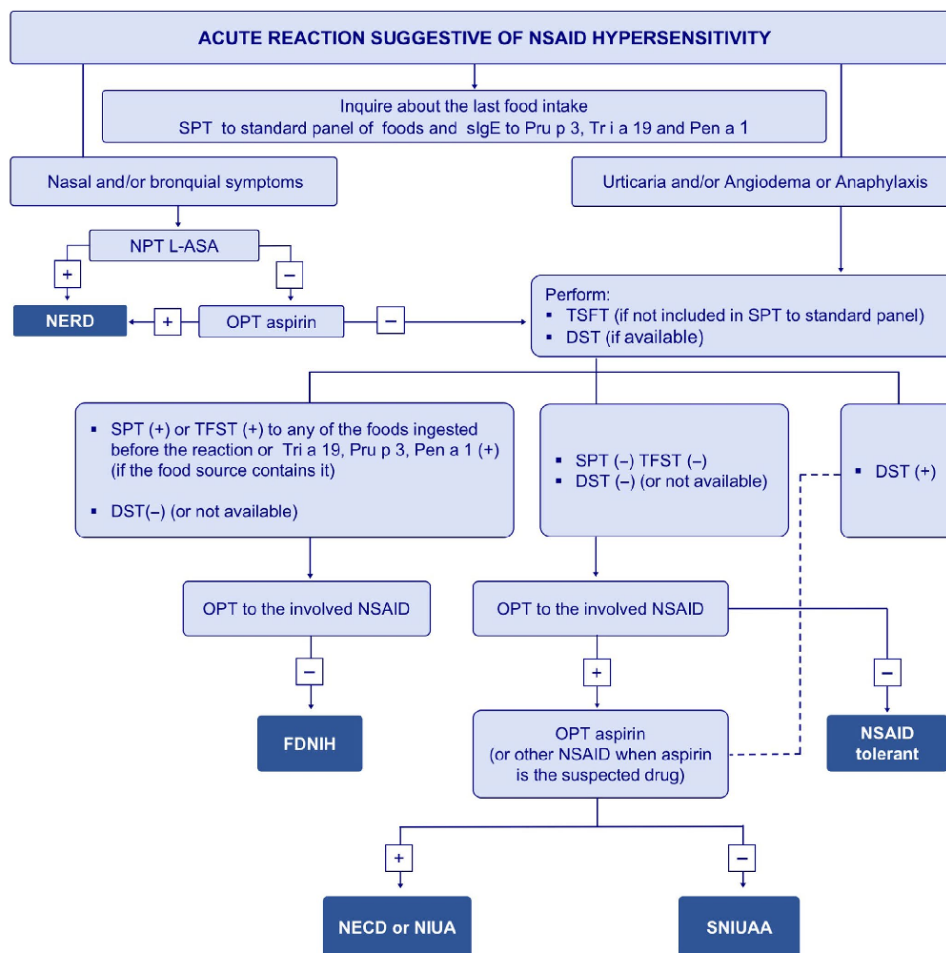 ACUTE REACTION SUGGESTIVE OF NSAID HYPERSENSITIVITY
Inquire about the last food intake
SPT to standard panel of foods and sIgE to Pru p 3, Tr i a 19 and Pen a 1
Nasal and/or bronquial symptoms
Urticaria and/or Angiodema or Anaphylaxis
NPT L-ASA
+
–
NERD
+
OPT aspirin
–
Perform:
▪ TSFT (if not included in SPT to standard panel)
▪ DST (if available)
▪ SPT (+) or TFST (+) to any of the foods ingested
before the reaction or Tri a 19, Pru p 3, Pen a 1 (+)
(if the food source contains it)
▪ DST(–) (or not available)
▪ SPT (–) TFST (–)
▪ DST (–) (or not available)
▪ DST (+)
OPT to the involved NSAID
OPT to the involved NSAID
–
+
–
FDNIH
OPT aspirin
(or other NSAID when aspirin
is the suspected drug)
NSAID
tolerant
+
–
NECD or NIUA
SNIUAA